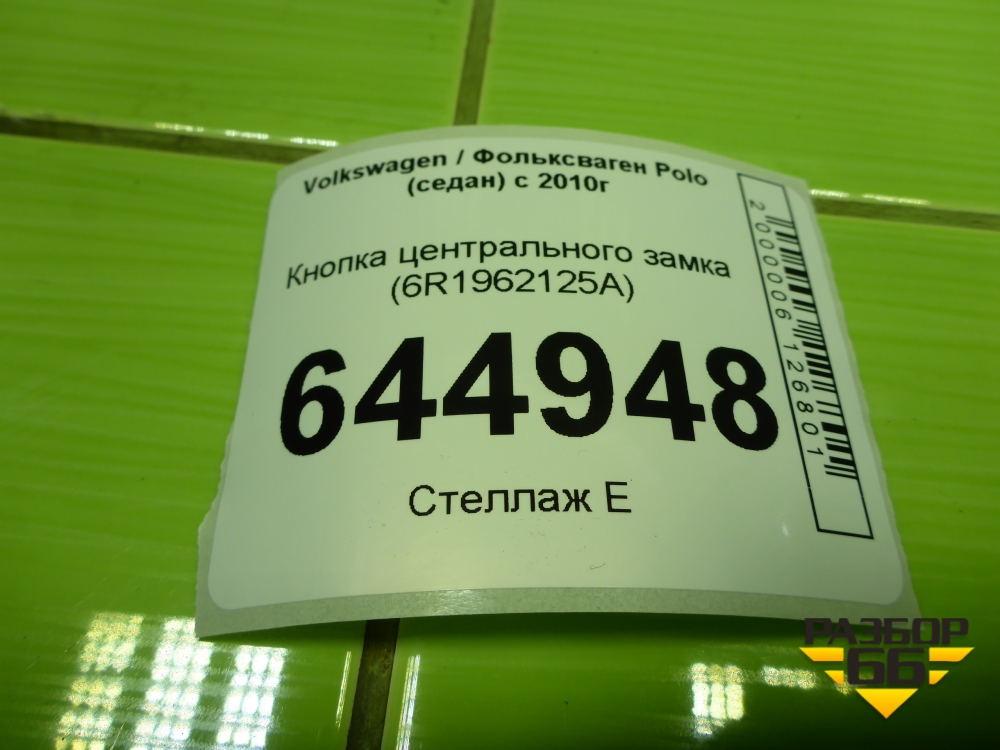 Volkswagen / Фольксваген Polo
(седан) с 2010г
Кнопка центрального замка
(6R1962125A)
644948
Стеллаж Е
2000006126801
РАЗБОР
66